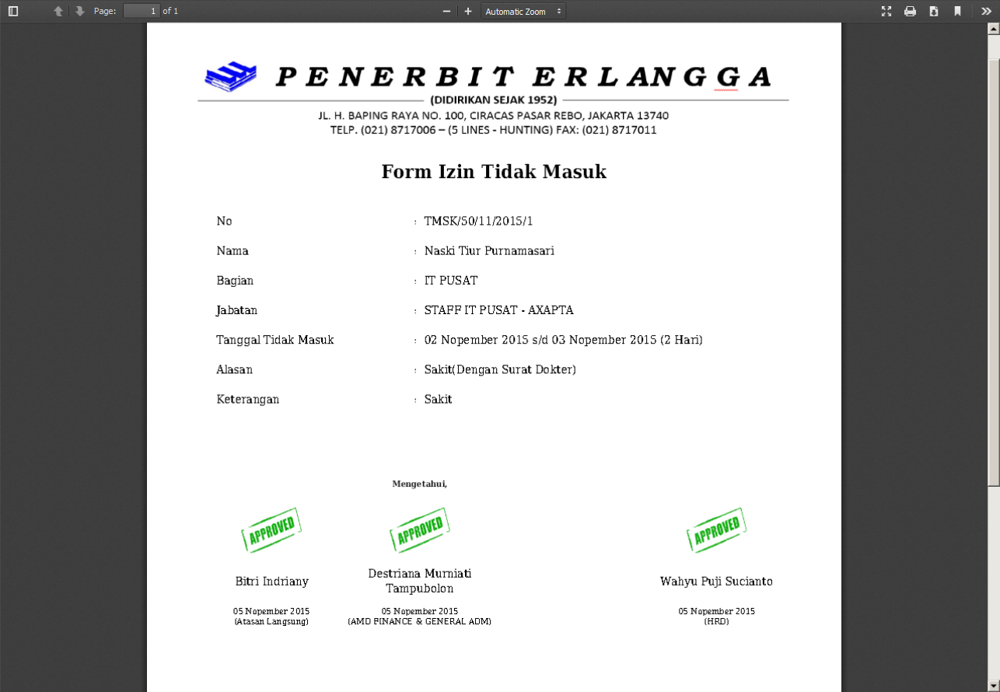 Page: 1 of 1 Automatic Zoom
PENERBIT ERLANGGA
(DIDIRIKAN SEJAK 1952)
JL. H. BAPING RAYA NO. 100, CIRACAS PASAR REBO, JAKARTA 13740
TELP. (021) 8717006 – (5 LINES - HUNTING) FAX: (021) 8717011
Form Izin Tidak Masuk
No : TMSK/50/11/2015/1
Nama : Naski Tiur Purnamasari
Bagian : IT PUSAT
Jabatan : STAFF IT PUSAT - AXAPTA
Tanggal Tidak Masuk : 02 Nopember 2015 s/d 03 Nopember 2015 (2 Hari)
Alasan : Sakit(Dengan Surat Dokter)
Keterangan : Sakit
Mengetahui,
APPROVED APPROVED APPROVED
Bitri Indriany Destriana Murniati Wahyu Puji Sucianto
Tampubolon
05 Nopember 2015 05 Nopember 2015 05 Nopember 2015
(Atasan Langsung) (AMD FINANCE & GENERAL ADM) (HRD)